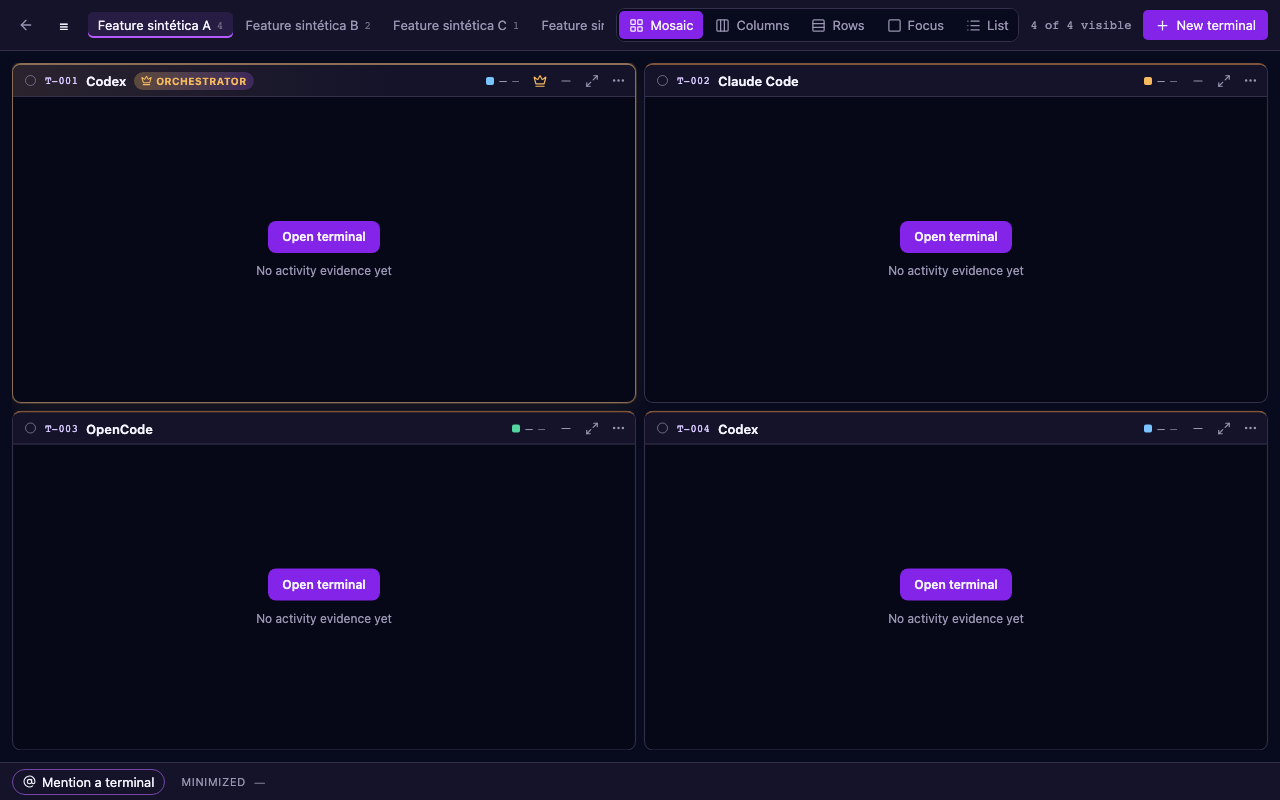 Feature sintética A 4 Feature sintética B 2 Feature sintética C 1 Feature sin Mosaic Columns Rows Focus List 4 of 4 visible + New terminal
T-001 Codex ORCHESTRATOR — —
T-002 Claude Code — —
Open terminal
No activity evidence yet
Open terminal
No activity evidence yet
T-003 OpenCode — —
T-004 Codex — —
Open terminal
No activity evidence yet
Open terminal
No activity evidence yet
@ Mention a terminal MINIMIZED —